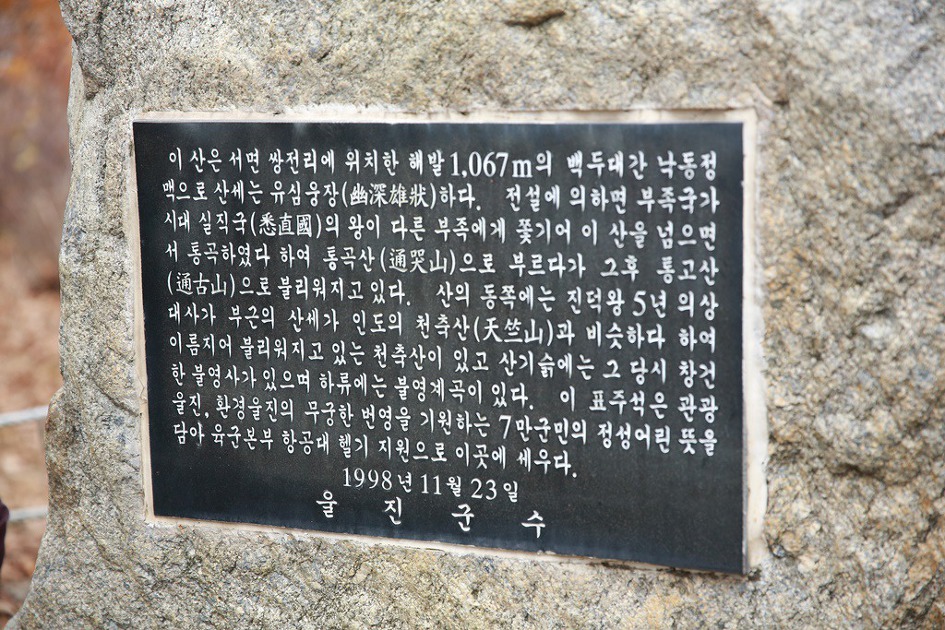 이 산은 서면 쌍전리에 위치한 해발 1,067m의 백두대간 낙동정
맥으로 산세는 유심웅장(幽深雄狀)하다. 전설에 의하면 부족국가
시대 실직국(悉直國)의 왕이 다른 부족에게 쫓기어 이 산을 넘으면
서 통곡하였다 하여 통곡산(通哭山)으로 부르다가 그후 통고산
(通古山)으로 불리워지고 있다. 산의 동쪽에는 진덕왕 5년 의상
대사가 부근의 산세가 인도의 천축산(天竺山)과 비슷하다 하여
이름지어 불리워지고 있는 천축산이 있고 산기슭에는 그 당시 창건
한 불영사가 있으며 하류에는 불영계곡이 있다. 이 표주석은 관광
울진, 환경울진의 무궁한 번영을 기원하는 7만군민의 정성어린 뜻을
담아 육군본부 항공대 헬기 지원으로 이곳에 세우다.
1998년 11월 23일
울 진 군 수